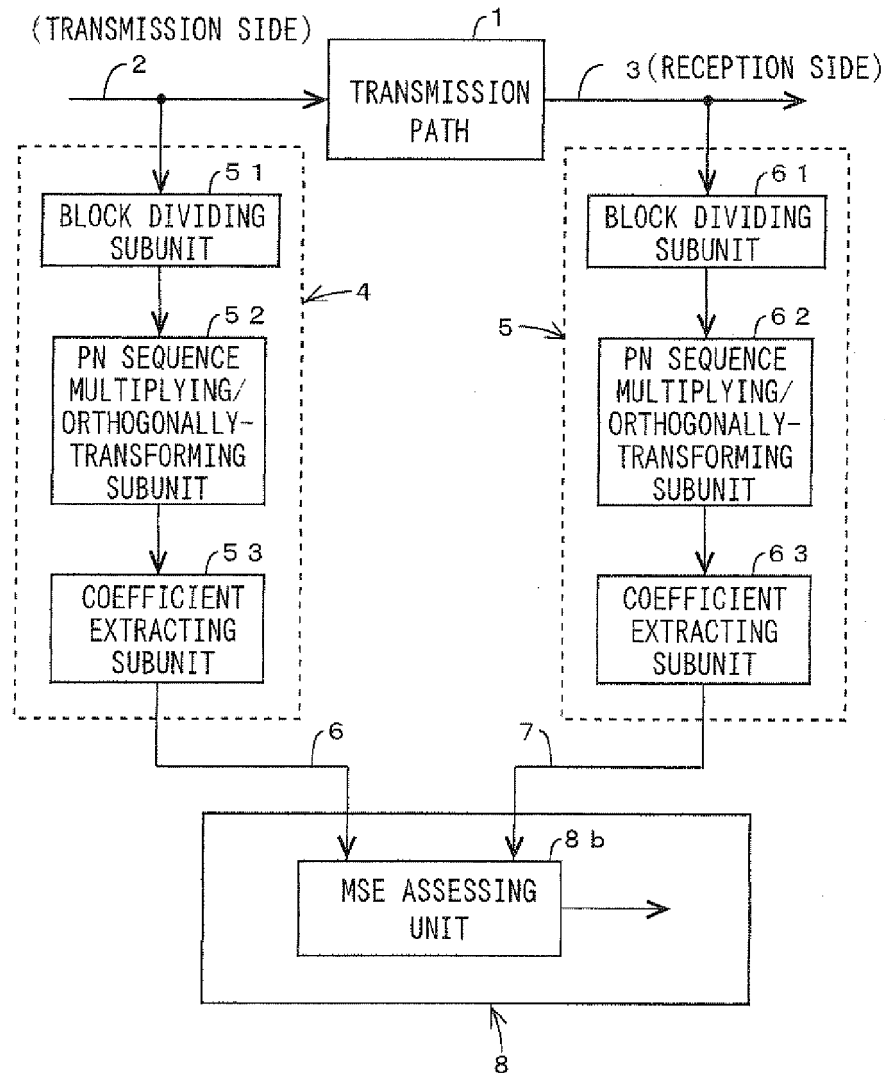 (TRANSMISSION SIDE)
1
2
TRANSMISSION
PATH
3 (RECEPTION SIDE)
51
BLOCK DIVIDING
SUBUNIT
61
BLOCK DIVIDING
SUBUNIT
4
5
52
PN SEQUENCE
MULTIPLYING/
ORTHOGONALLY-
TRANSFORMING
SUBUNIT
62
PN SEQUENCE
MULTIPLYING/
ORTHOGONALLY-
TRANSFORMING
SUBUNIT
53
COEFFICIENT
EXTRACTING
SUBUNIT
63
COEFFICIENT
EXTRACTING
SUBUNIT
6
7
8b
MSE ASSESSING
UNIT
8